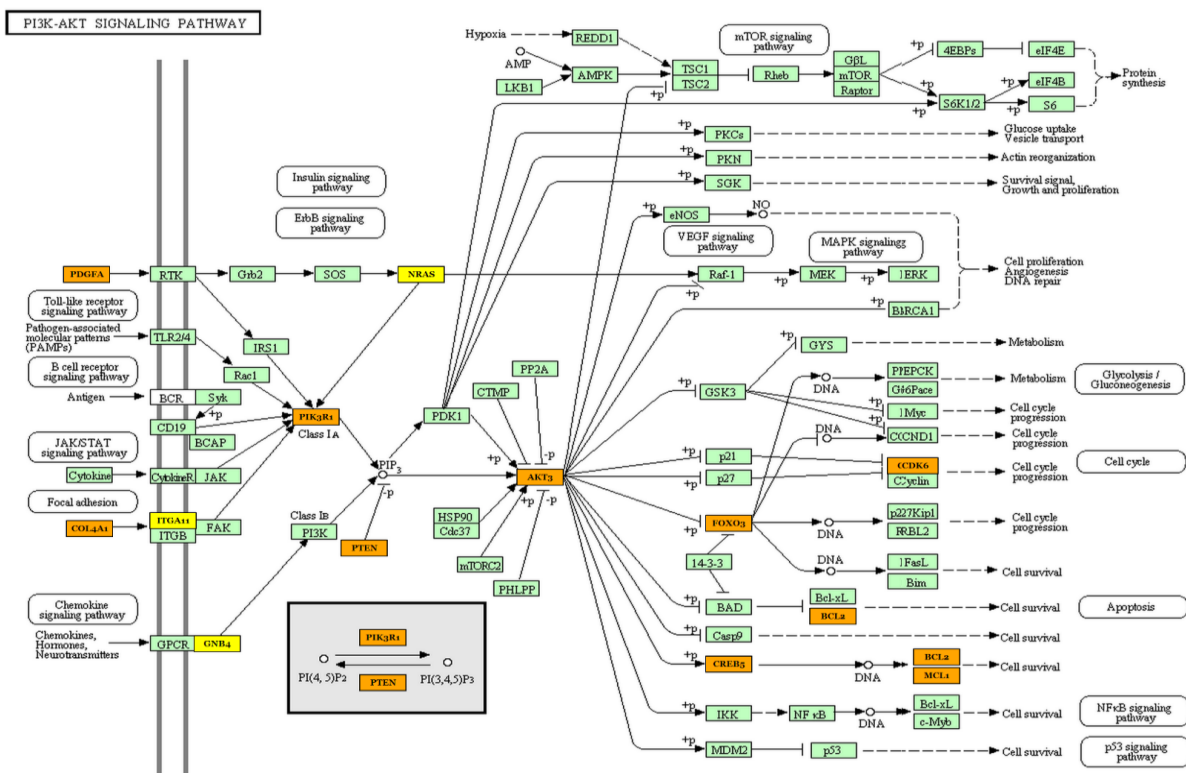 PI3K-AKT SIGNALING PATHWAY
Hypoxia
REDD1
AMP
LKB1
AMPK
TSC1
TSC2
+p
Rheb
mTOR signaling
pathway
GβL
mTOR
Raptor
+p
4EBPs
eIF4E
+p
S6K1/2
+p
eIF4B
+p
S6
Protein
synthesis
+p
PKCs
Glucose uptake
Vesicle transport
+p
PKN
Actin reorganization
+p
SGK
Survival signal,
Growth and proliferation
Insulin signaling
pathway
ErbB signaling
pathway
+p
eNOS
NO
VEGF signaling
pathway
MAPK signalingg
pathway
PDGFA
RTK
Grb2
SOS
NRAS
Raf-1
+p
+p
MEK
+p
ERK
Cell proliferation
Angiogenesis
DNA repair
+p
BRCA1
Toll-like receptor
signaling pathway
Pathogen-associated
molecular patterns
(PAMPs)
TLR2/4
IRS1
Rac1
B cell receptor
signaling pathway
Antigen
BCR
Syk
+p
CD19
BCAP
PIK3R1
Class IA
JAK/STAT
signaling pathway
Cytokine
CytokineR
JAK
Focal adhesion
COL4A1
ITGA11
ITGB
FAK
Class IB
PI3K
PIP3
-p
PTEN
PDK1
CTMP
PP2A
+p
-p
AKT3
+p
-p
HSP90
Cdc37
mTORC2
PHLPP
Chemokine
signaling pathway
Chemokines,
Hormones,
Neurotransmitters
GPCR
GNB4
PIK3R1
PI(4, 5)P2
PI(3,4,5)P3
PTEN
GYS
Metabolism
+p
GSK3
DNA
PEPCK
G6Pace
Metabolism
Glycolysis /
Gluconeogenesis
+p
Myc
Cell cycle
progression
+p
DNA
CCND1
Cell cycle
progression
+p
p21
+p
p27
CDK6
Cyclin
Cell cycle
progression
Cell cycle
+p
FOXO3
DNA
p27Kip1
RBL2
Cell cycle
progression
14-3-3
DNA
FasL
Bim
Cell survival
+p
BAD
Bcl-xL
BCL2
Cell survival
Apoptosis
+p
Casp9
Cell survival
+p
CREB5
DNA
BCL2
MCL1
Cell survival
+p
IKK
NFκB
DNA
Bcl-xL
c-Myb
Cell survival
NFκB signaling
pathway
+p
MDM2
p53
Cell survival
p53 signaling
pathway